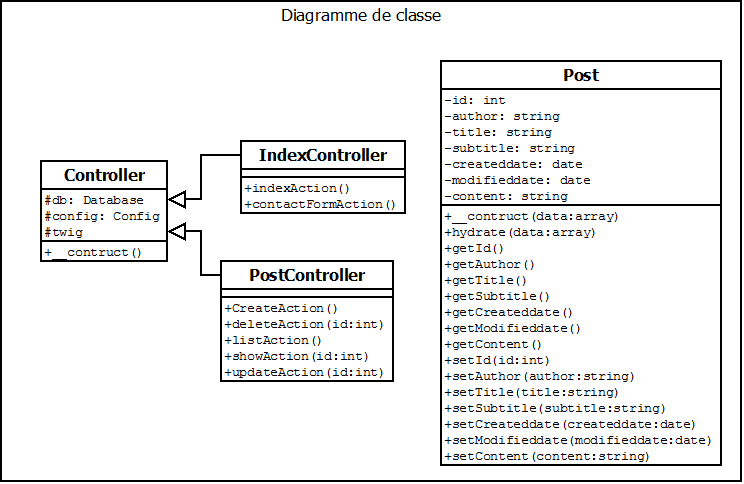 Diagramme de classe
Controller
#db: Database
#config: Config
#twig
+__contruct()
IndexController
+indexAction()
+contactFormAction()
PostController
+CreateAction()
+deleteAction(id:int)
+listAction()
+showAction(id:int)
+updateAction(id:int)
Post
-id: int
-author: string
-title: string
-subtitle: string
-createddate: date
-modifieddate: date
-content: string
+__contruct(data:array)
+hydrate(data:array)
+getId()
+getAuthor()
+getTitle()
+getSubtitle()
+getCreateddate()
+getModifieddate()
+getContent()
+setId(id:int)
+setAuthor(author:string)
+setTitle(title:string)
+setSubtitle(subtitle:string)
+setCreateddate(createddate:date)
+setModifieddate(modifieddate:date)
+setContent(content:string)